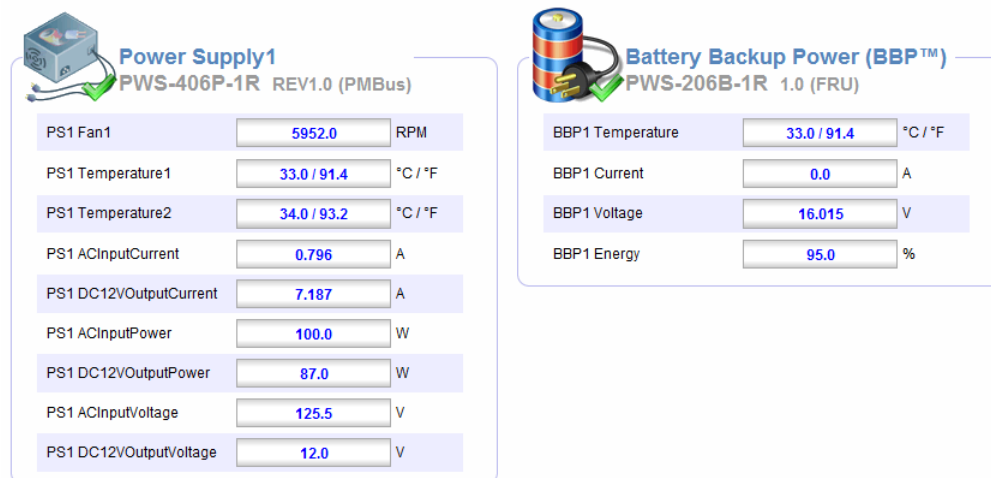 Power Supply1
PWS-406P-1R REV1.0 (PMBus)
PS1 Fan1 5952.0 RPM
PS1 Temperature1 33.0 / 91.4 °C / °F
PS1 Temperature2 34.0 / 93.2 °C / °F
PS1 ACInputCurrent 0.796 A
PS1 DC12VOutputCurrent 7.187 A
PS1 ACInputPower 100.0 W
PS1 DC12VOutputPower 87.0 W
PS1 ACInputVoltage 125.5 V
PS1 DC12VOutputVoltage 12.0 V
Battery Backup Power (BBP™)
PWS-206B-1R 1.0 (FRU)
BBP1 Temperature 33.0 / 91.4 °C / °F
BBP1 Current 0.0 A
BBP1 Voltage 16.015 V
BBP1 Energy 95.0 %